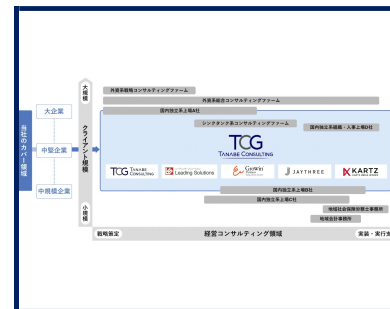 当社のカバー領域
大企業
中堅企業
中規模企業
大規模
クライアント規模
小規模
外資系戦略コンサルティングファーム
外資系総合コンサルティングファーム
国内独立系上場A社
シンクタンク系コンサルティングファーム
国内独立系組織・人事上場D社
TCG
TANABE CONSULTING
TCG TANABE CONSULTING
Leading Solutions
GrowWin
JAYTHREE
KARTZ
国内独立系上場B社
国内独立系上場C社
地域社会保険労務士事務所
地域会計事務所
戦略策定
経営コンサルティング領域
実装・実行支